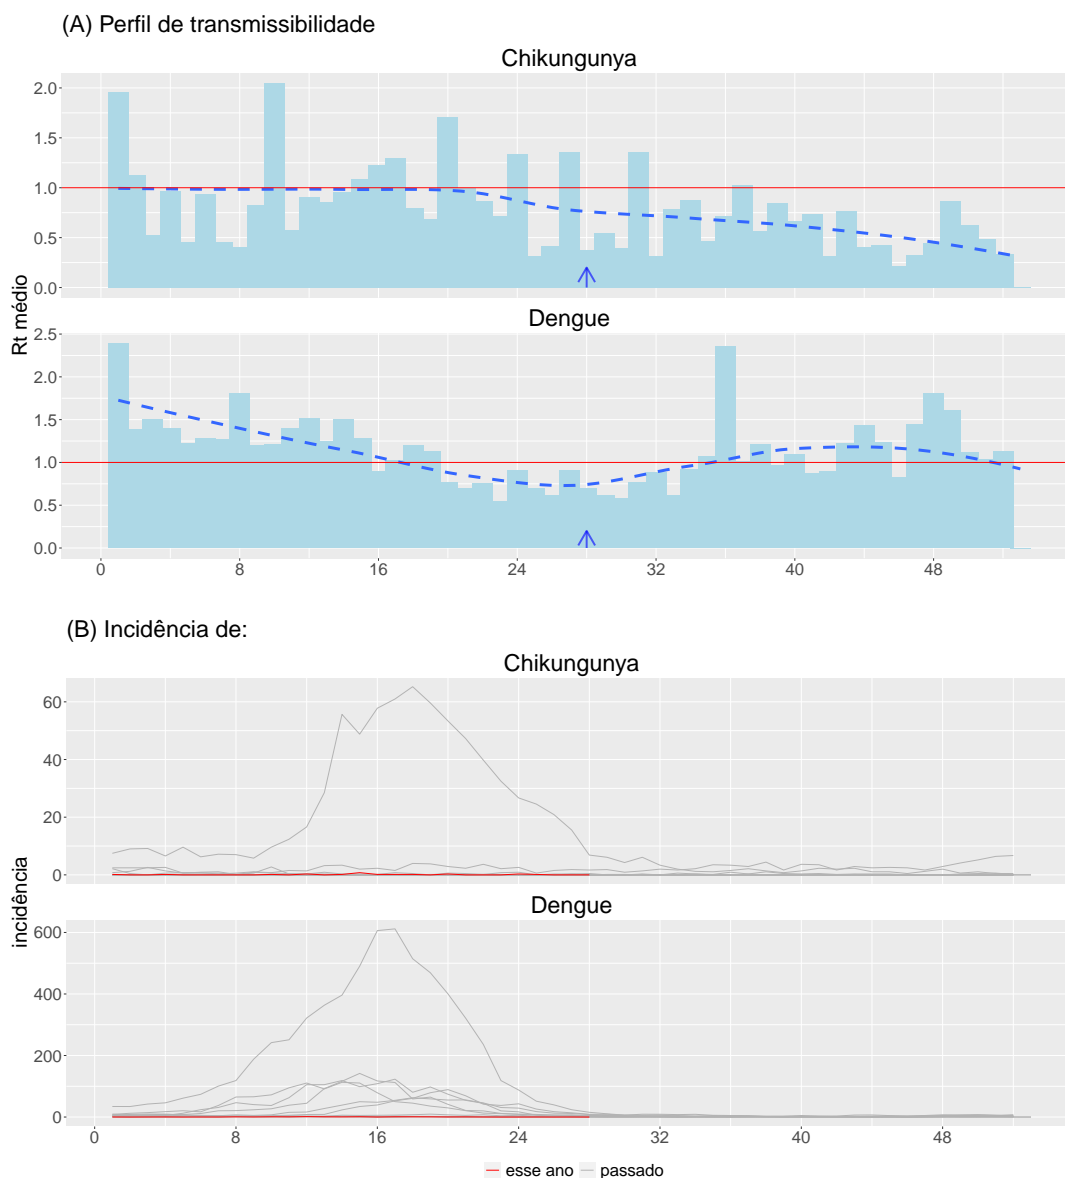 (A) Perfil de transmissibilidade
Chikungunya
2.0
1.5
1.0
0.5
0.0
Rt médio
Dengue
2.5
2.0
1.5
1.0
0.5
0.0
0 8 16 24 32 40 48
(B) Incidência de:
Chikungunya
60
40
20
0
incidência
Dengue
600
400
200
0
0 8 16 24 32 40 48
esse ano passado